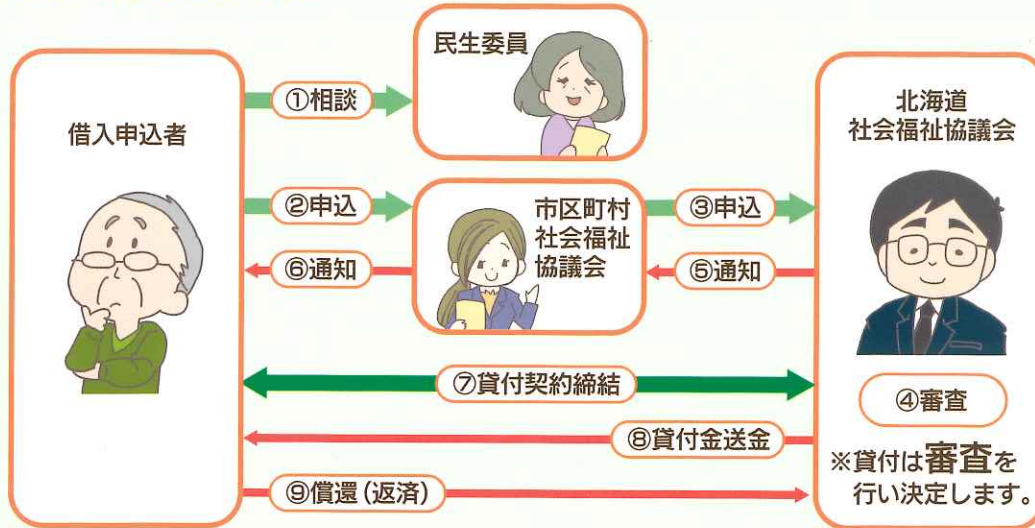 民生委員
①相談
借入申込者
北海道
社会福祉協議会
②申込
市区町村
社会福祉
協議会
③申込
⑥通知
⑤通知
⑦貸付契約締結
④審査
⑧貸付金送金
※貸付は審査を
行い決定します。
⑨償還(返済)